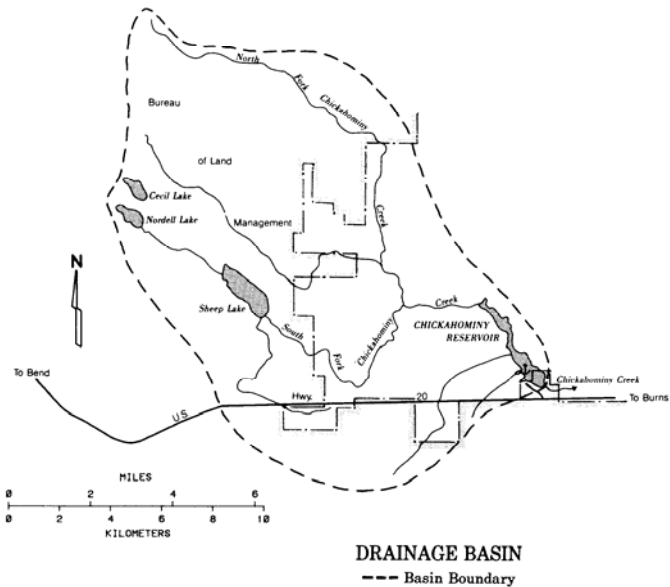 North
Fork
Chickahominy
Bureau
of Land
Cecil Lake
Nordell Lake
Management
Creek
N
Sheep Lake
South
Fork
Chickahominy
Creek
CHICKAHOMINY
RESERVOIR
To Bend
U.S.
Hwy.
20
Chickahominy Creek
To Burns
MILES
0 2 4 6
0 2 4 6 8 10
KILOMETERS
DRAINAGE BASIN
Basin Boundary